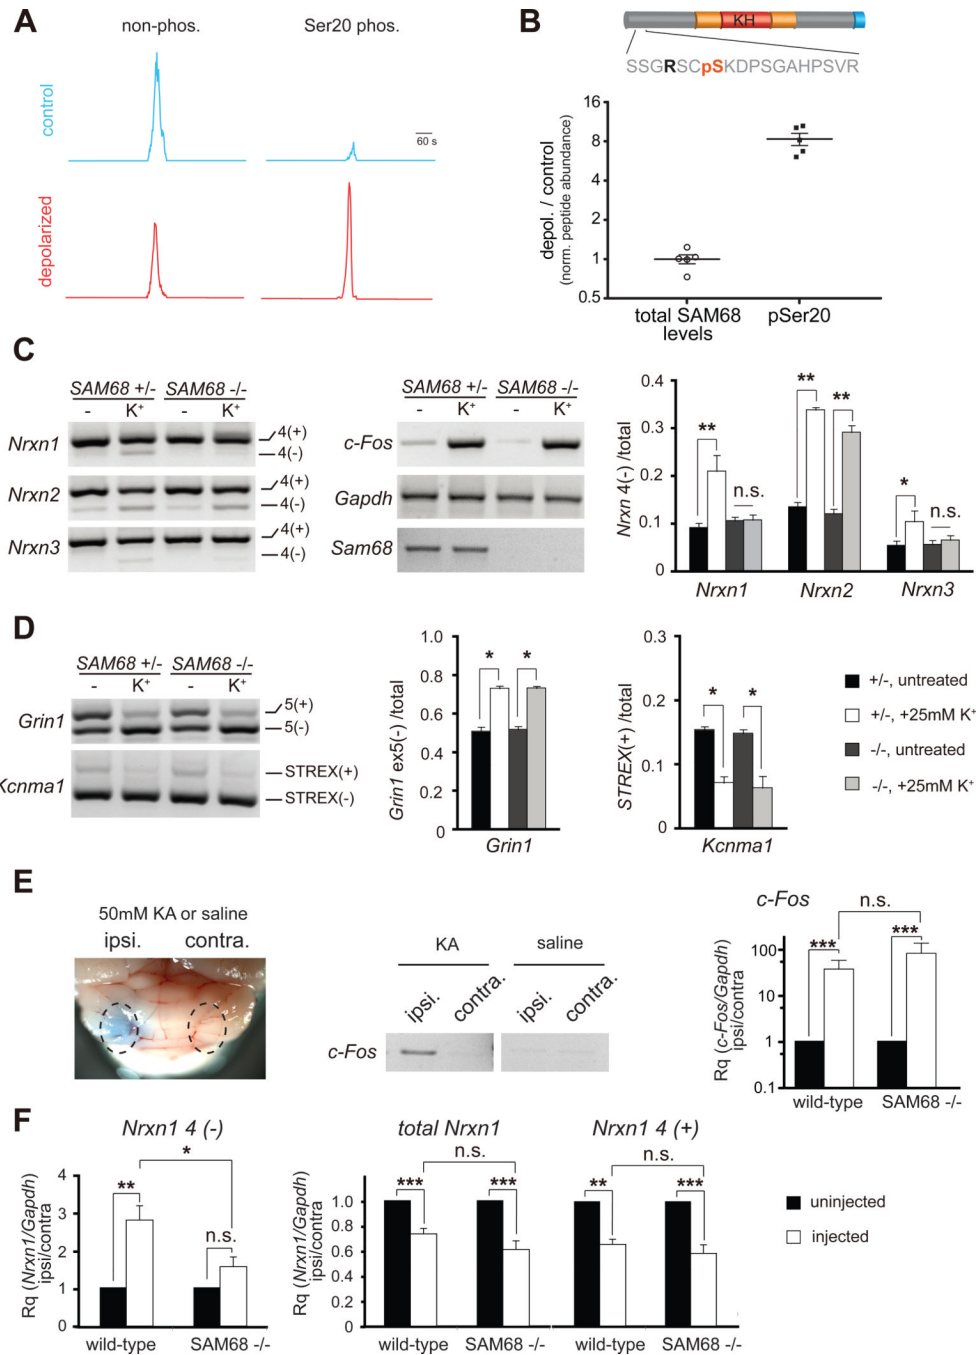 A
non-phos.
Ser20 phos.
control
60 s
depolarized
B
KH
SSGRSCpSKDPSGAHPSVR
depol. / control
(norm. peptide abundance)
16
8
4
2
1
0.5
total SAM68
levels
pSer20
C
SAM68 +/-
SAM68 -/-
- K+ - K+
Nrxn1
4(+)
4(-)
Nrxn2
4(+)
4(-)
Nrxn3
4(+)
4(-)
SAM68 +/-
SAM68 -/-
- K+ - K+
c-Fos
Gapdh
Sam68
Nrxn 4(-) /total
0.4
0.3
0.2
0.1
0
**
n.s.
**
**
*
n.s.
Nrxn1
Nrxn2
Nrxn3
D
SAM68 +/-
SAM68 -/-
- K+ - K+
Grin1
5(+)
5(-)
Kcnma1
STREX(+)
STREX(-)
Grin1 ex5(-) /total
1.0
0.8
0.6
0.4
0.2
0
*
*
Grin1
STREX(+) /total
0.3
0.2
0.1
0
*
*
Kcnma1
+/-, untreated
+/-, +25mM K+
-/-, untreated
-/-, +25mM K+
E
50mM KA or saline
ipsi.
contra.
KA
saline
ipsi.
contra.
ipsi.
contra.
c-Fos
c-Fos
Rq (c-Fos/Gapdh)
ipsi/contra
100
10
1
0.1
***
***
n.s.
wild-type
SAM68 -/-
F
Nrxn1 4 (-)
Rq (Nrxn1/Gapdh)
ipsi/contra
4
3
2
1
0
**
*
n.s.
wild-type
SAM68 -/-
total Nrxn1
Nrxn1 4 (+)
Rq (Nrxn1/Gapdh)
ipsi/contra
1.0
0.8
0.6
0.4
0.2
0
***
n.s.
***
**
n.s.
***
wild-type
SAM68 -/-
wild-type
SAM68 -/-
uninjected
injected